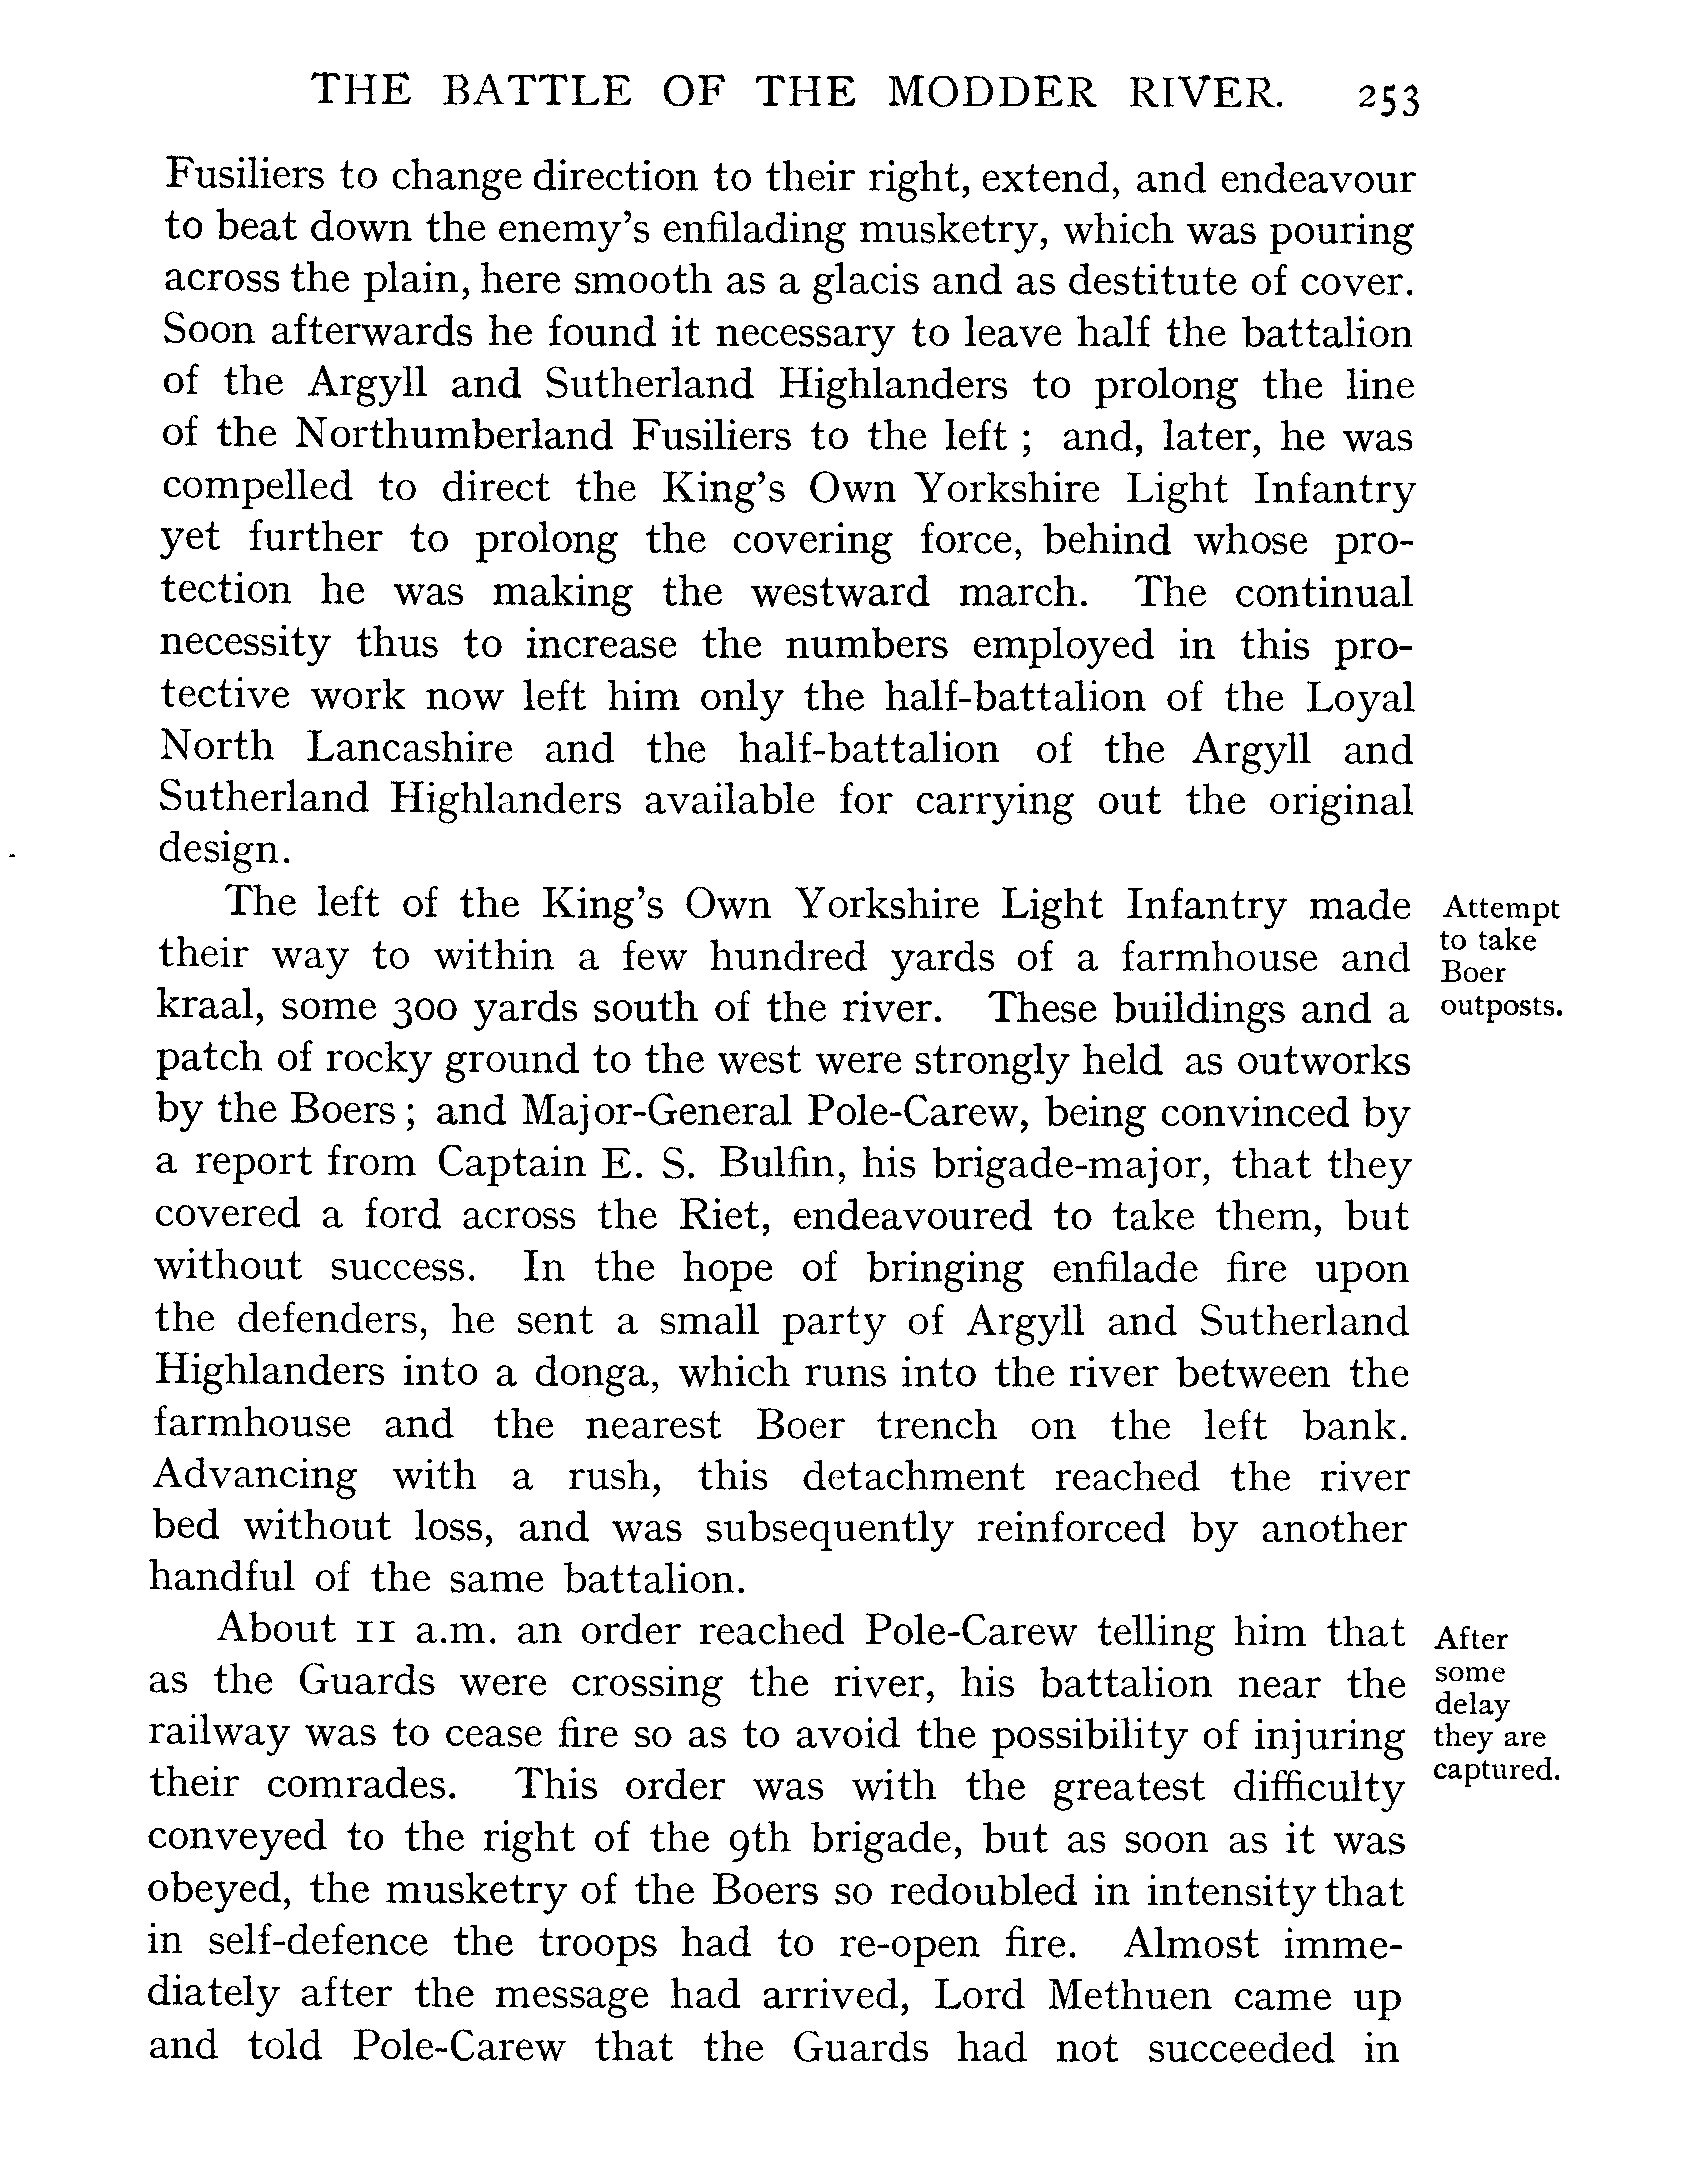 THE BATTLE OF THE MODDER RIVER. 253
Fusiliers to change direction to their right, extend, and endeavour
to beat down the enemy's enfilading musketry, which was pouring
across the plain, here smooth as a glacis and as destitute of cover.
Soon afterwards he found it necessary to leave half the battalion
of the Argyll and Sutherland Highlanders to prolong the line
of the Northumberland Fusiliers to the left ; and, later, he was
compelled to direct the King's Own Yorkshire Light Infantry
yet further to prolong the covering force, behind whose pro-
tection he was making the westward march. The continual
necessity thus to increase the numbers employed in this pro-
tective work now left him only the half-battalion of the Loyal
North Lancashire and the half-battalion of the Argyll and
Sutherland Highlanders available for carrying out the original
design.
The left of the King's Own Yorkshire Light Infantry made
their way to within a few hundred yards of a farmhouse and
kraal, some 300 yards south of the river. These buildings and a
patch of rocky ground to the west were strongly held as outworks
by the Boers ; and Major-General Pole-Carew, being convinced by
a report from Captain E. S. Bulfin, his brigade-major, that they
covered a ford across the Riet, endeavoured to take them, but
without success. In the hope of bringing enfilade fire upon
the defenders, he sent a small party of Argyll and Sutherland
Highlanders into a donga, which runs into the river between the
farmhouse and the nearest Boer trench on the left bank.
Advancing with a rush, this detachment reached the river
bed without loss, and was subsequently reinforced by another
handful of the same battalion.
Attempt
to take
Boer
outposts.
About 11 a.m. an order reached Pole-Carew telling him that
as the Guards were crossing the river, his battalion near the
railway was to cease fire so as to avoid the possibility of injuring
their comrades. This order was with the greatest difficulty
conveyed to the right of the 9th brigade, but as soon as it was
obeyed, the musketry of the Boers so redoubled in intensity that
in self-defence the troops had to re-open fire. Almost imme-
diately after the message had arrived, Lord Methuen came up
and told Pole-Carew that the Guards had not succeeded in
After
some
delay
they are
captured.